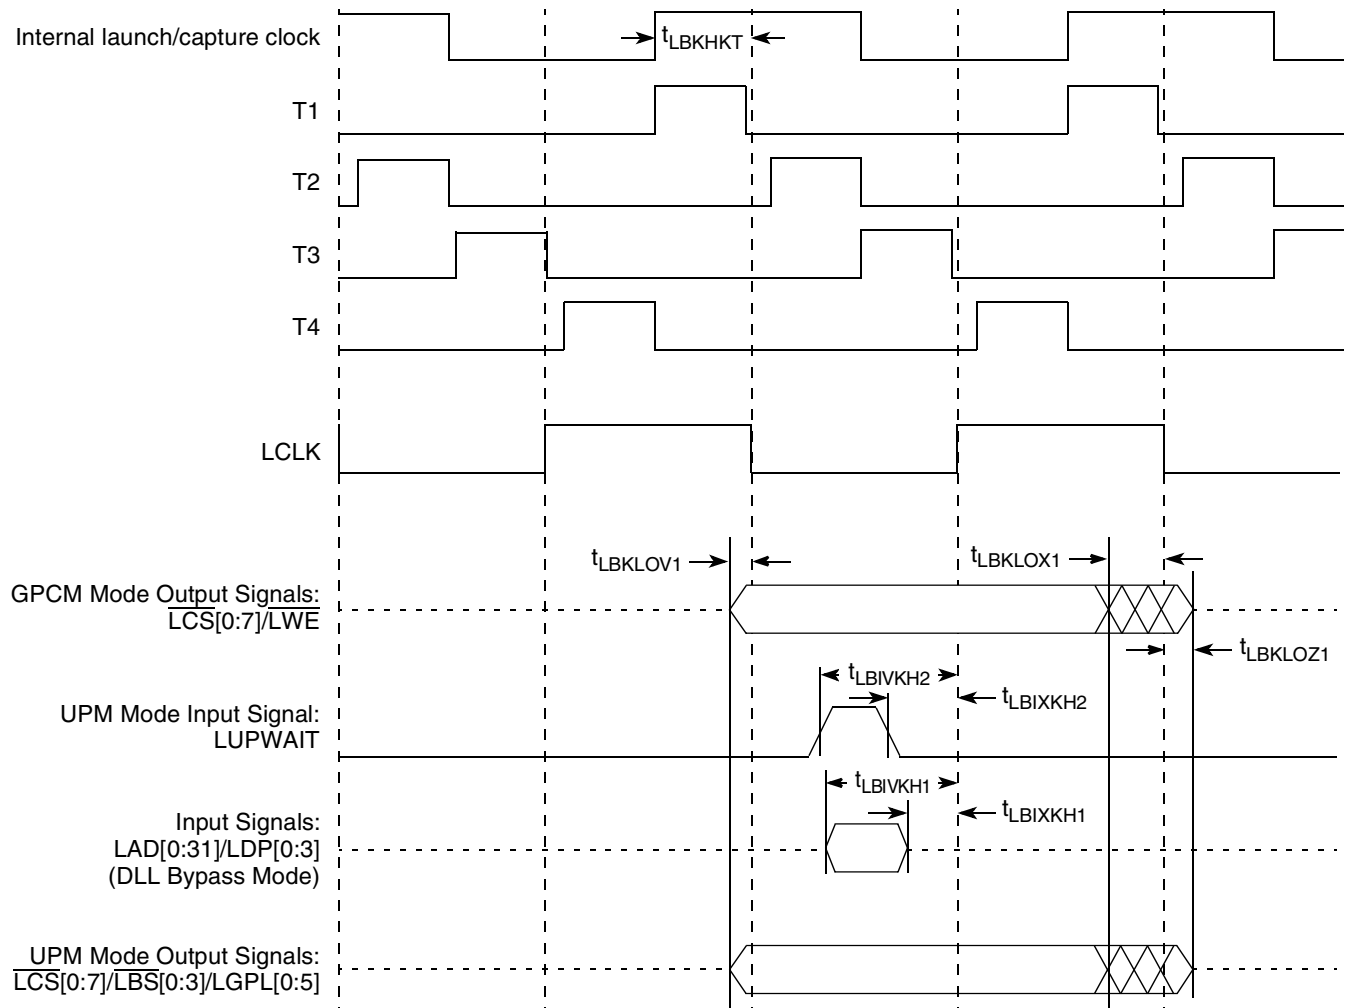 Internal launch/capture clock
tLBKHKT
T1
T2
T3
T4
LCLK
tLBKLOV1
tLBKLOX1
GPCM Mode Output Signals:
LCS[0:7]/LWE
tLBKLOZ1
tLBIVKH2
tLBIXKH2
UPM Mode Input Signal:
LUPWAIT
tLBIVKH1
tLBIXKH1
Input Signals:
LAD[0:31]/LDP[0:3]
(DLL Bypass Mode)
UPM Mode Output Signals:
LCS[0:7]/LBS[0:3]/LGPL[0:5]